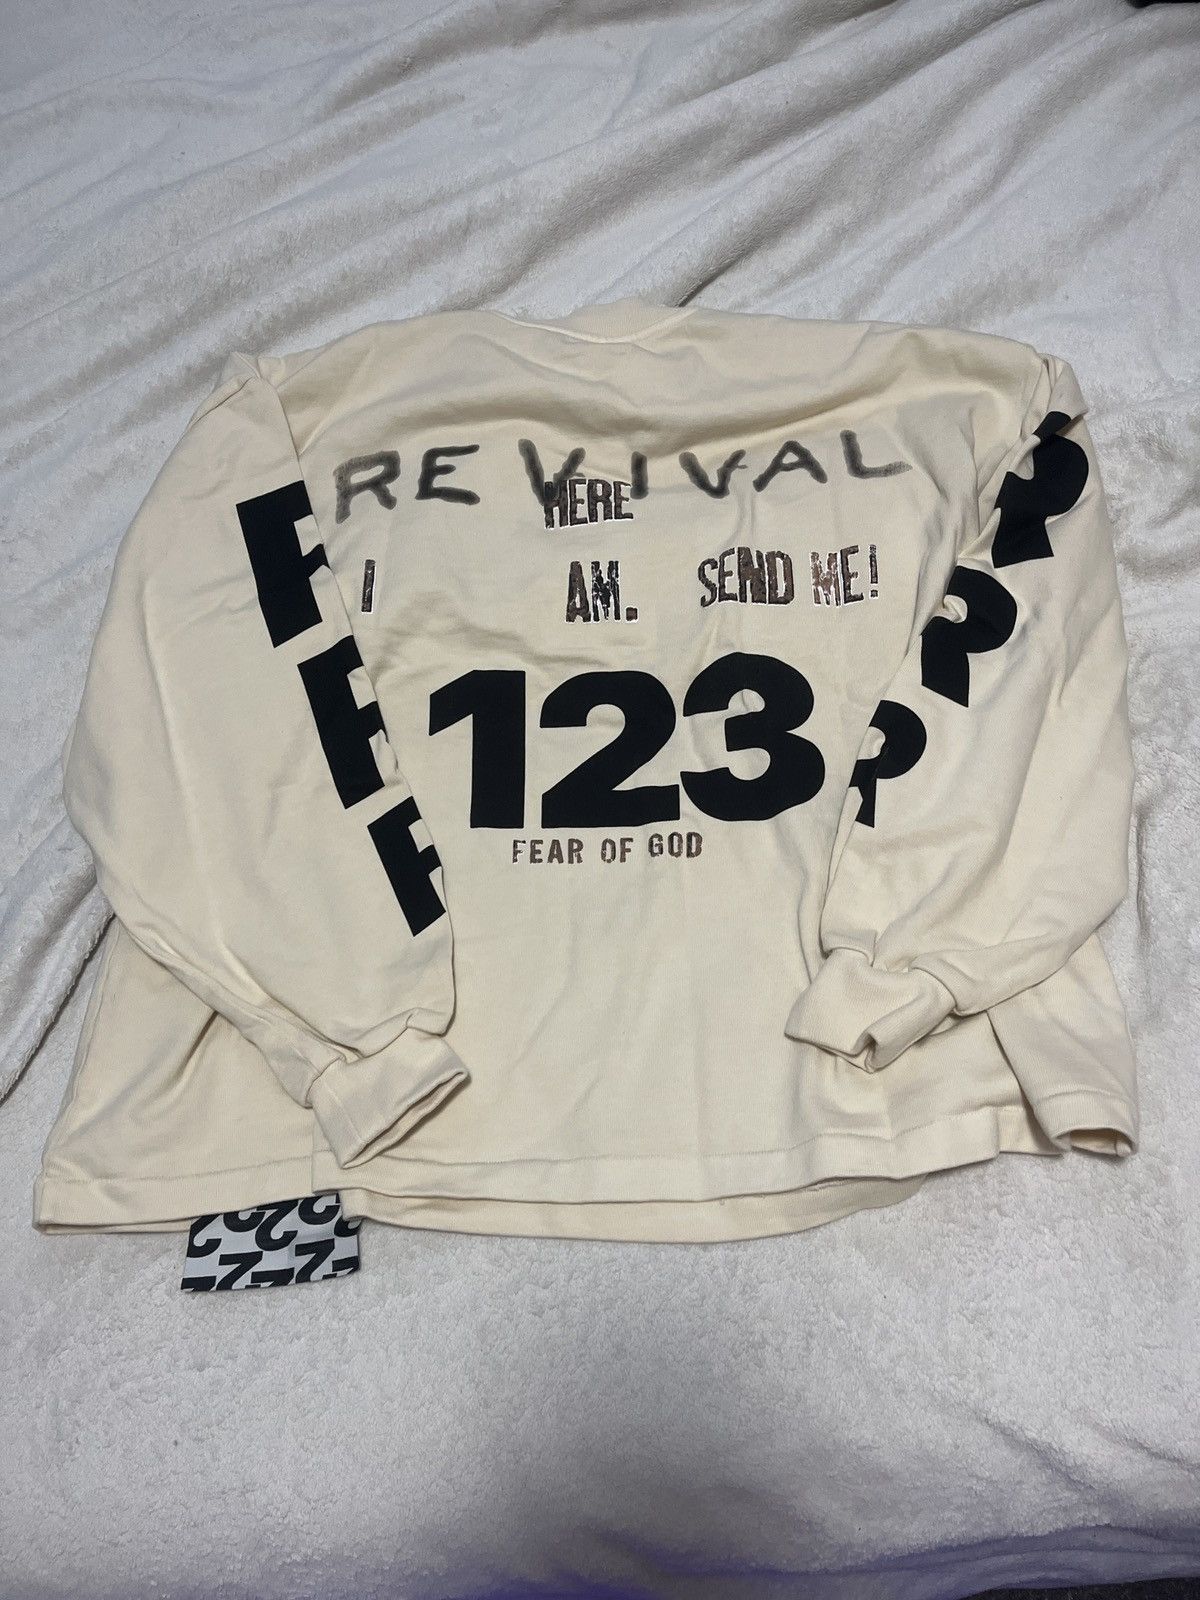 REVIVAL
HERE
I AM. SEND ME!
123
FEAR OF GOD
F
F
F
R
R
R